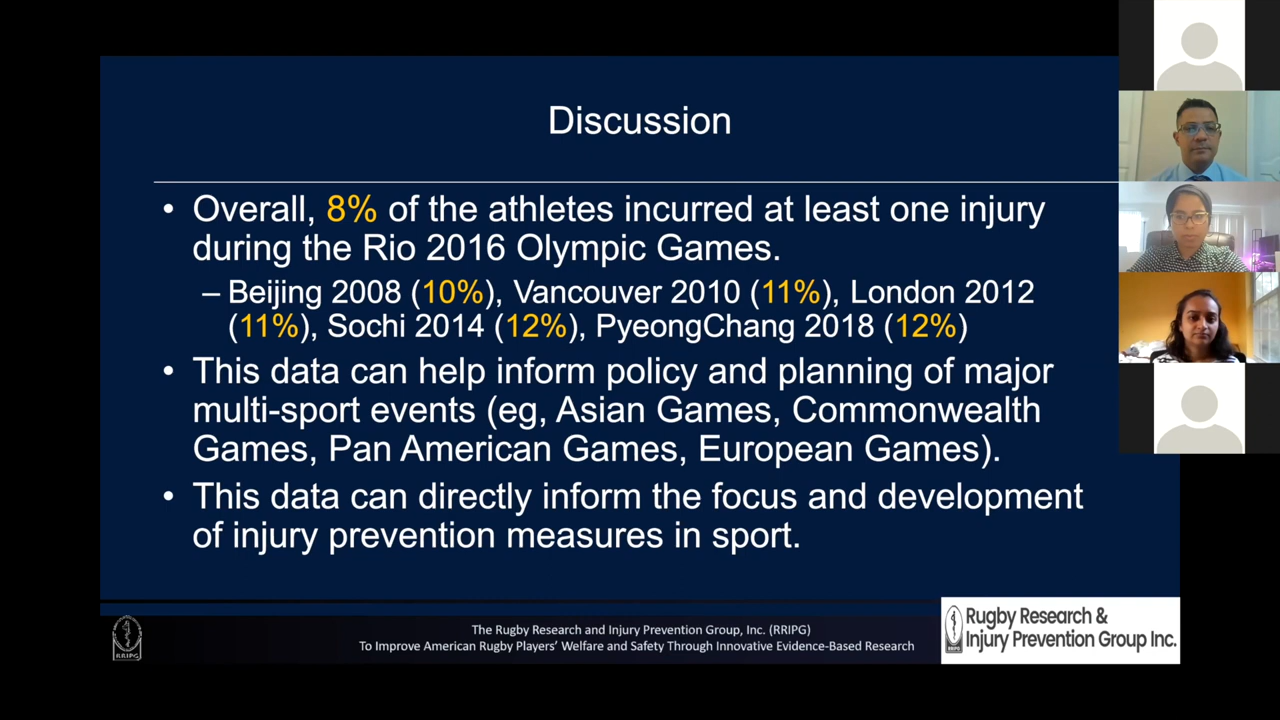 Discussion
• Overall, 8% of the athletes incurred at least one injury
during the Rio 2016 Olympic Games.
– Beijing 2008 (10%), Vancouver 2010 (11%), London 2012
(11%), Sochi 2014 (12%), PyeongChang 2018 (12%)
• This data can help inform policy and planning of major
multi-sport events (eg, Asian Games, Commonwealth
Games, Pan American Games, European Games).
• This data can directly inform the focus and development
of injury prevention measures in sport.
RRIPG
The Rugby Research and Injury Prevention Group, Inc. (RRIPG)
To Improve American Rugby Players’ Welfare and Safety Through Innovative Evidence-Based Research
RRIPG
Rugby Research &
Injury Prevention Group Inc.